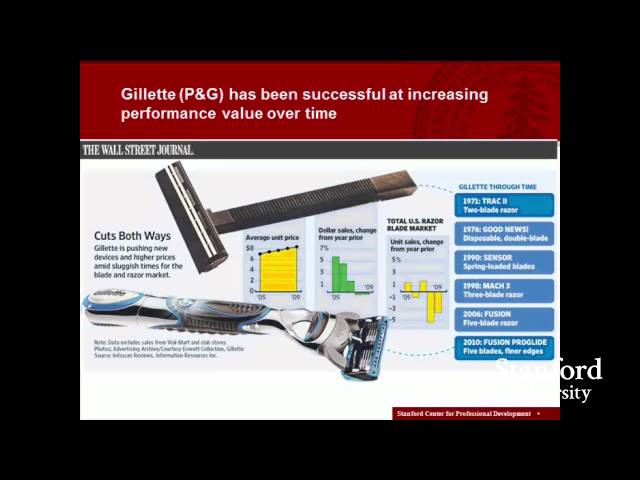 Gillette (P&G) has been successful at increasing
performance value over time
THE WALL STREET JOURNAL.
Cuts Both Ways
Gillette is pushing new
devices and higher prices
amid sluggish times for the
blade and razor market.
Average unit price
$8
6
4
2
0
'05
'09
Dollar sales, change
from year prior
7%
5
3
1
0
'05
'09
TOTAL U.S. RAZOR
BLADE MARKET
Unit sales, change
from year prior
5%
3
1
-1
-3
-5
'05
'09
GILLETTE THROUGH TIME
1971: TRAC II
Two-blade razor
1976: GOOD NEWS!
Disposable, double-blade
1990: SENSOR
Spring-loaded blades
1998: MACH 3
Three-blade razor
2006: FUSION
Five-blade razor
2010: FUSION PROGLIDE
Five blades, finer edges
Note: Data excludes sales from Wal-Mart and club stores
Photos: Advertising Archive/Courtesy Everett Collection, Gillette
Source: Infoscan Reviews, Information Resources Inc.
Stanford
ersity
Stanford Center for Professional Development